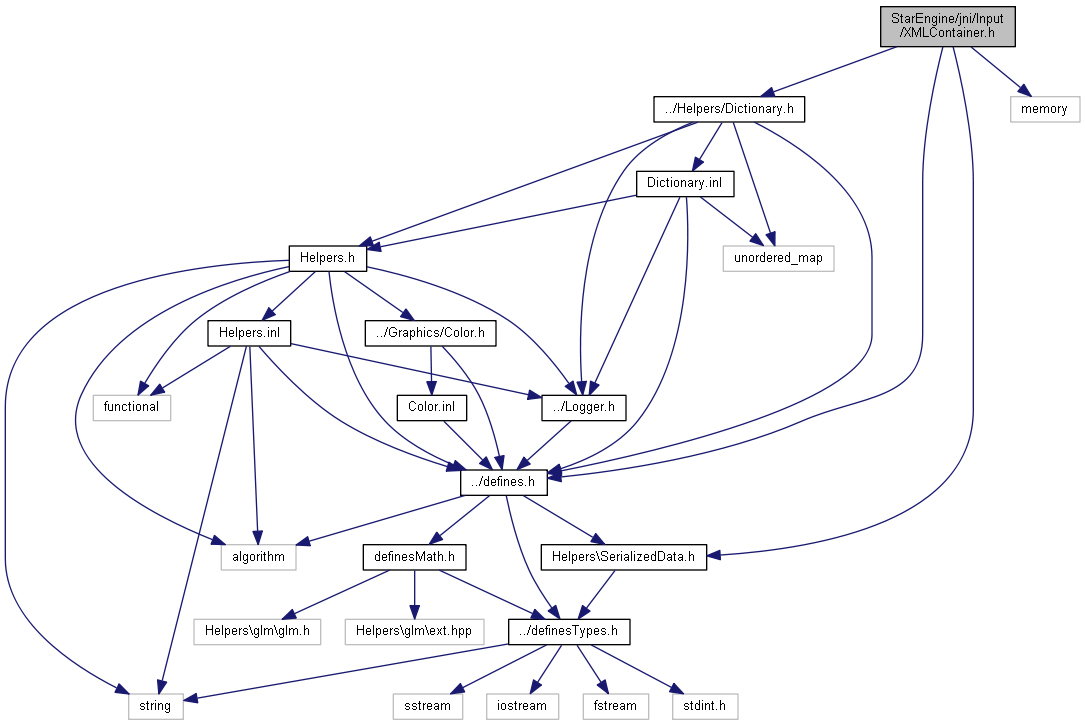 StarEngine/jni/Input
/XMLContainer.h
../Helpers/Dictionary.h
memory
Dictionary.inl
Helpers.h
unordered_map
Helpers.inl
../Graphics/Color.h
functional
Color.inl
../Logger.h
../defines.h
algorithm
definesMath.h
Helpers\SerializedData.h
Helpers\glm\glm.h
Helpers\glm\ext.hpp
../definesTypes.h
string
sstream
iostream
fstream
stdint.h